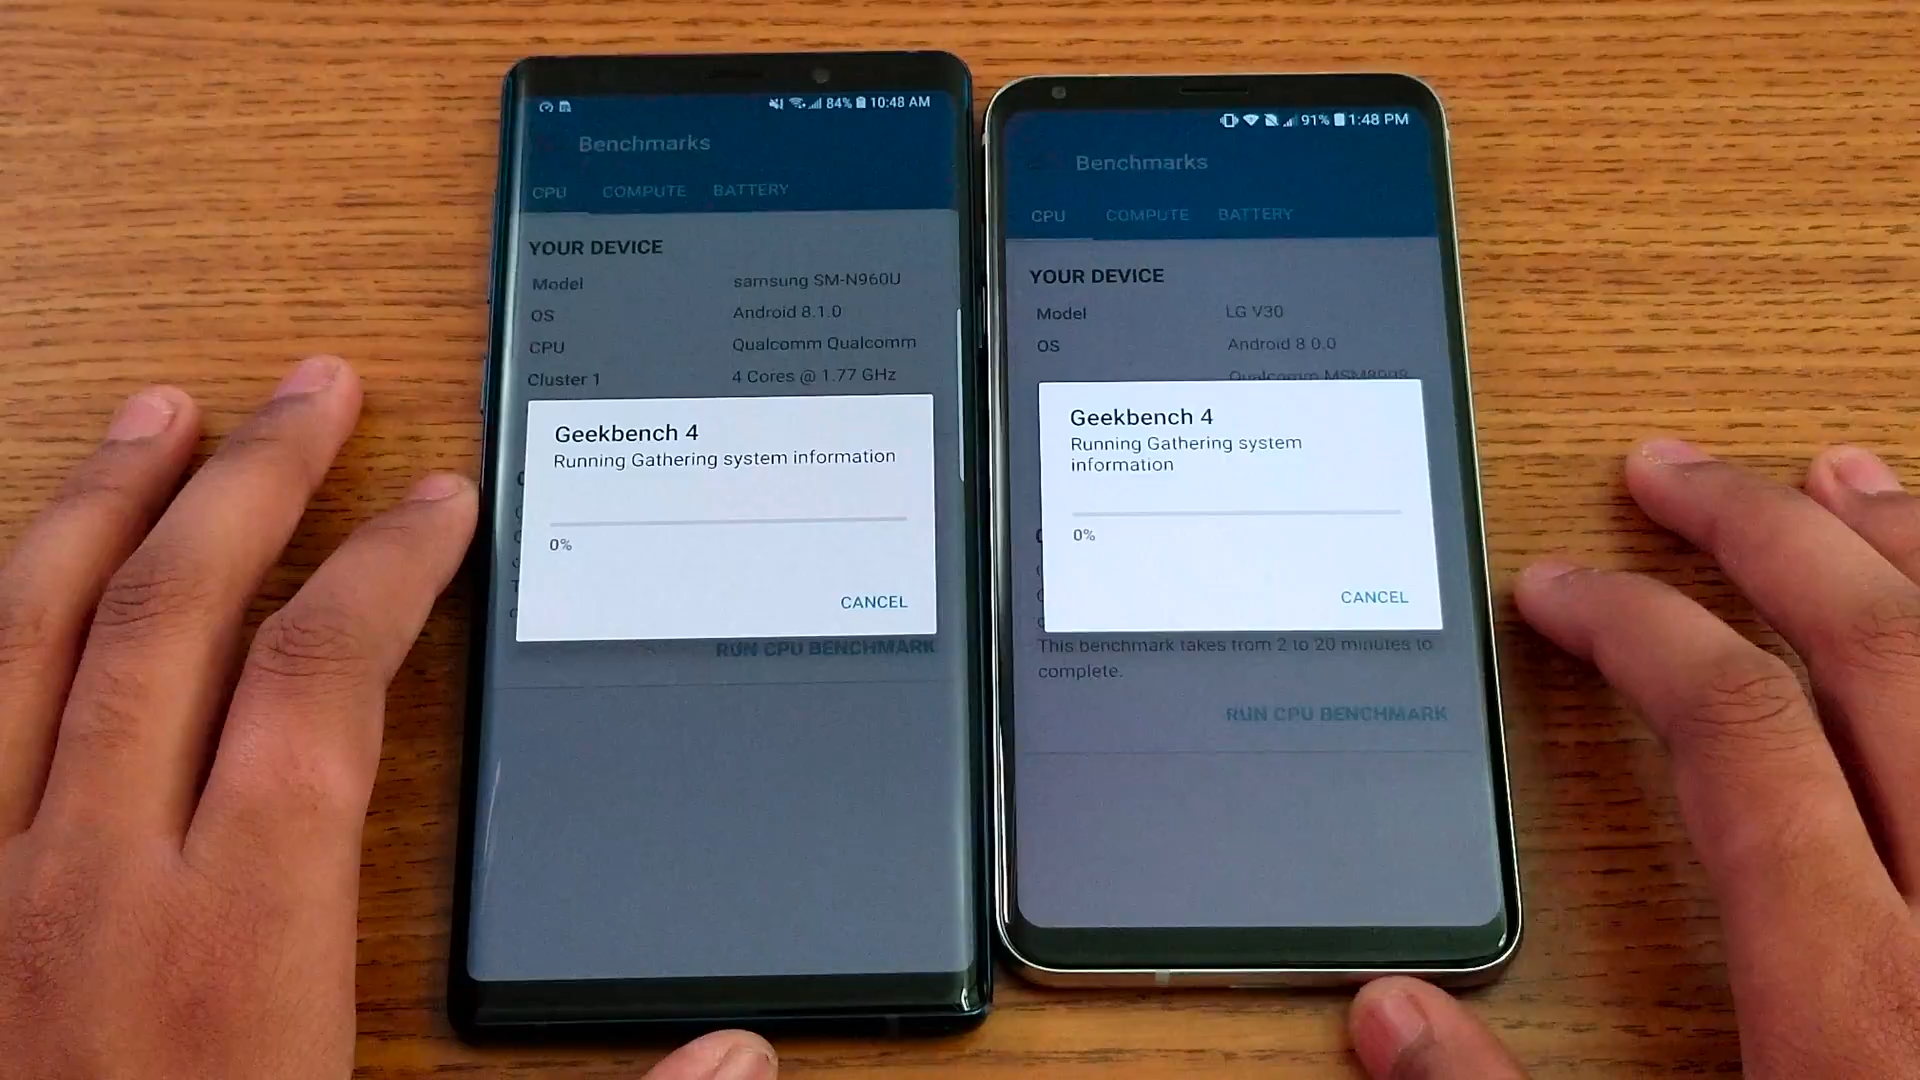 84% 10:48 AM
Benchmarks
CPU COMPUTE BATTERY
YOUR DEVICE
Model samsung SM-N960U
OS Android 8.1.0
CPU Qualcomm Qualcomm
Cluster 1 4 Cores @ 1.77 GHz
Geekbench 4
Running Gathering system information
0%
CANCEL
RUN CPU BENCHMARK
91% 1:48 PM
Benchmarks
CPU COMPUTE BATTERY
YOUR DEVICE
Model LG V30
OS Android 8.0.0
Qualcomm MSM8998
Geekbench 4
Running Gathering system
information
0%
CANCEL
This benchmark takes from 2 to 20 minutes to
complete.
RUN CPU BENCHMARK